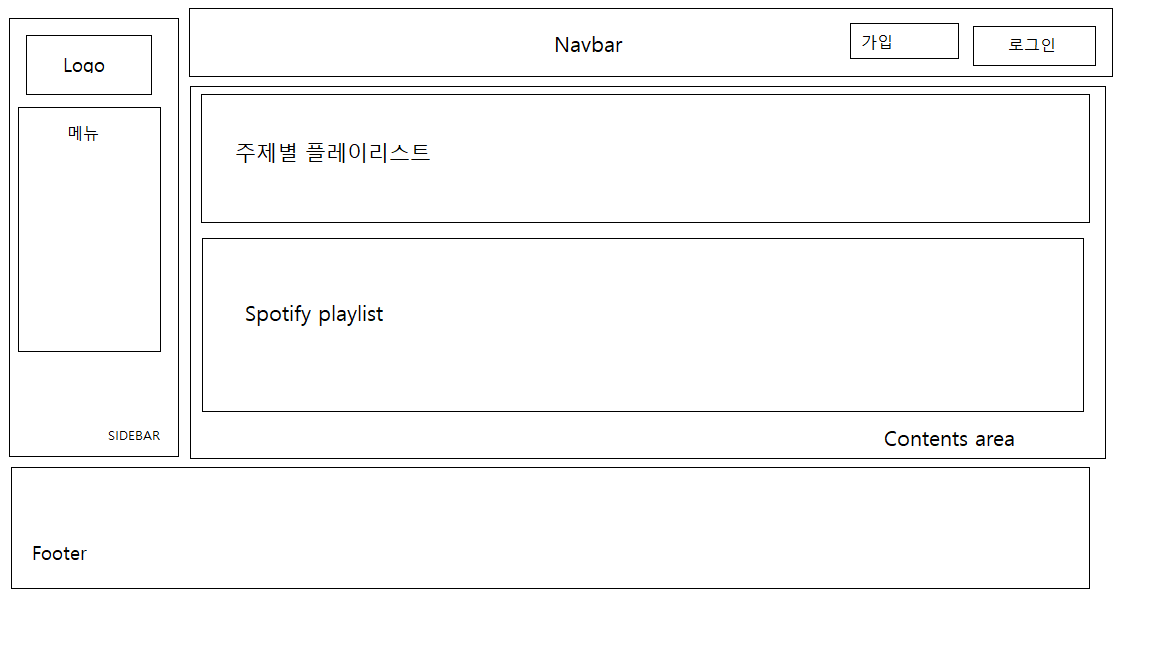 Logo
메뉴
SIDEBAR
Navbar
가입
로그인
주제별 플레이리스트
Spotify playlist
Contents area
Footer